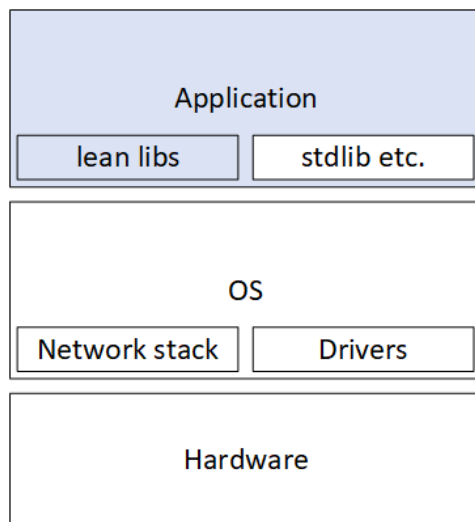 Application
lean libs
stdlib etc.
OS
Network stack
Drivers
Hardware